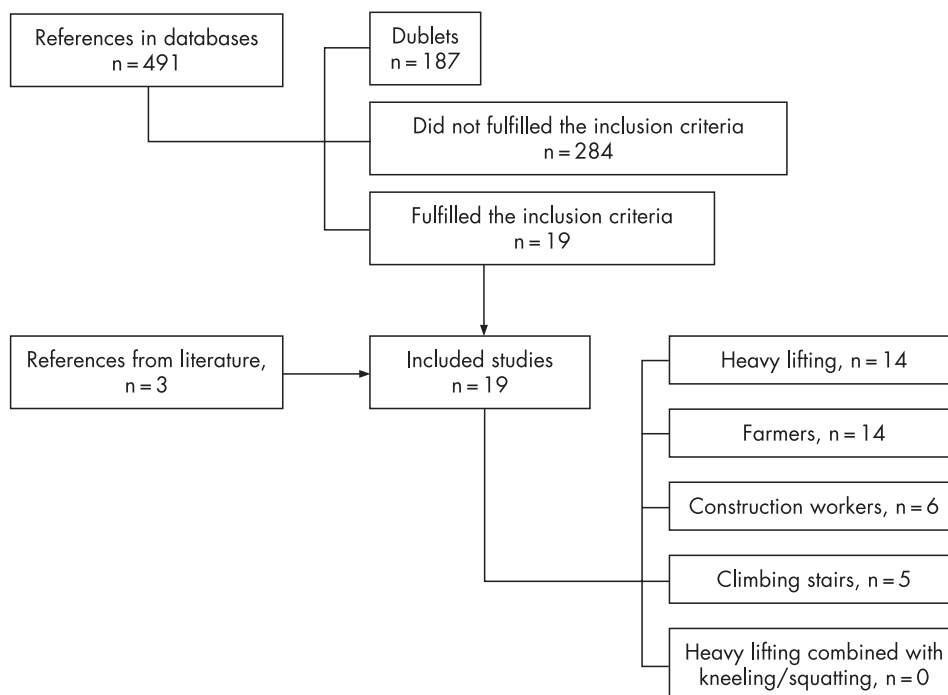 References in databases
n = 491
Dublets
n = 187
Did not fulfilled the inclusion criteria
n = 284
Fulfilled the inclusion criteria
n = 19
References from literature,
n = 3
Included studies
n = 19
Heavy lifting, n = 14
Farmers, n = 14
Construction workers, n = 6
Climbing stairs, n = 5
Heavy lifting combined with
kneeling/squatting, n = 0